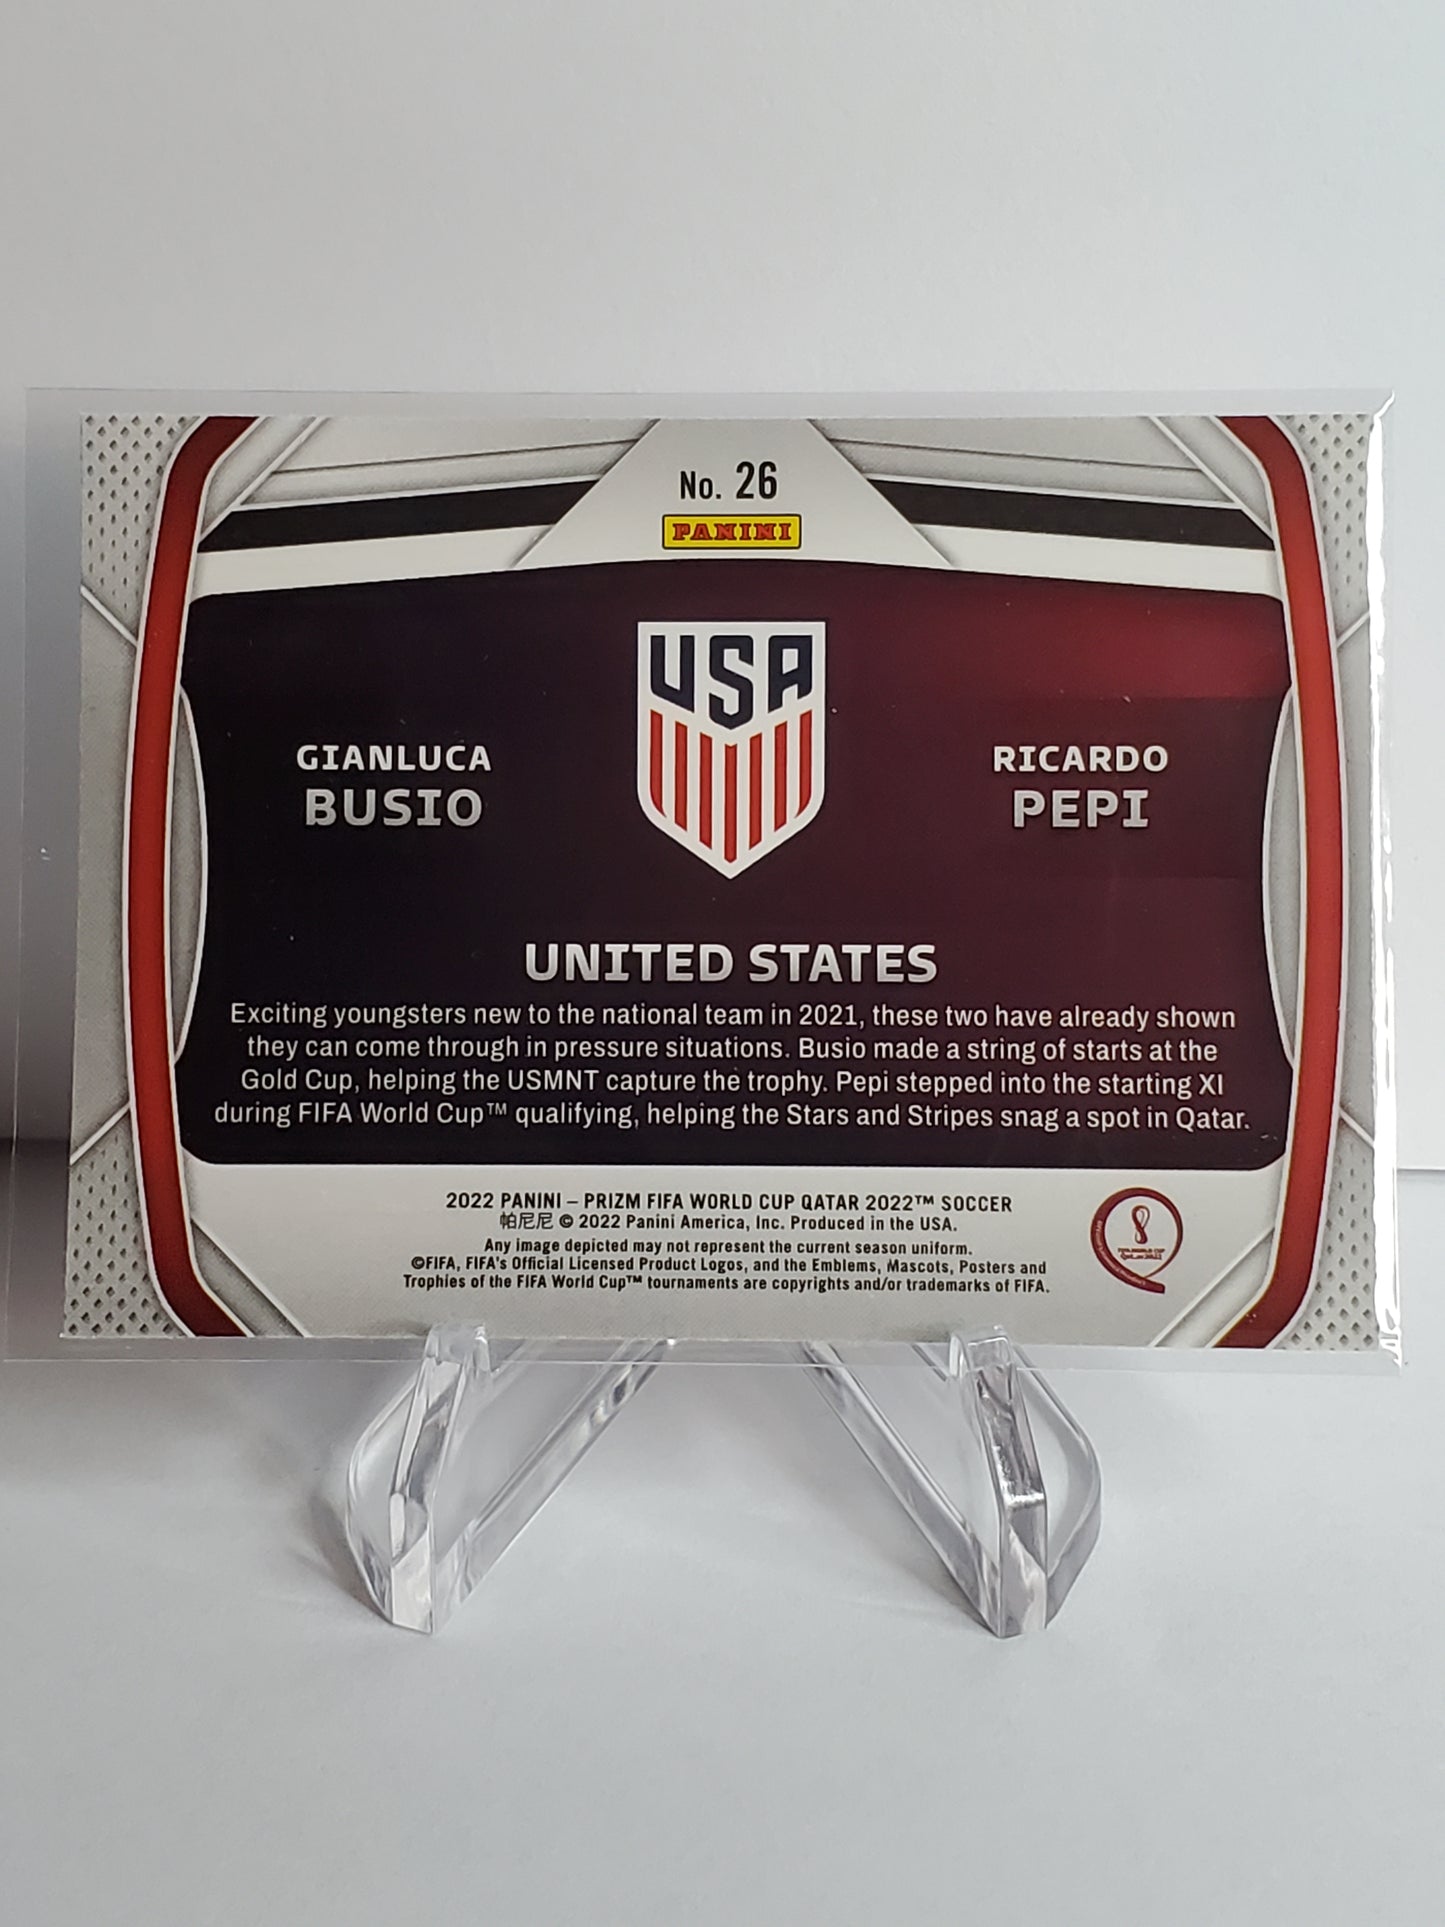 No. 26
PANINI
USA
GIANLUCA
BUSIO
RICARDO
PEPI
UNITED STATES
Exciting youngsters new to the national team in 2021, these two have already shown
they can come through in pressure situations. Busio made a string of starts at the
Gold Cup, helping the USMNT capture the trophy. Pepi stepped into the starting XI
during FIFA World Cup™ qualifying, helping the Stars and Stripes snag a spot in Qatar.
2022 PANINI – PRIZM FIFA WORLD CUP QATAR 2022™ SOCCER
帕尼尼 © 2022 Panini America, Inc. Produced in the USA.
Any image depicted may not represent the current season uniform.
©FIFA, FIFA's Official Licensed Product Logos, and the Emblems, Mascots, Posters and
Trophies of the FIFA World Cup™ tournaments are copyrights and/or trademarks of FIFA.
FIFA WORLD CUP